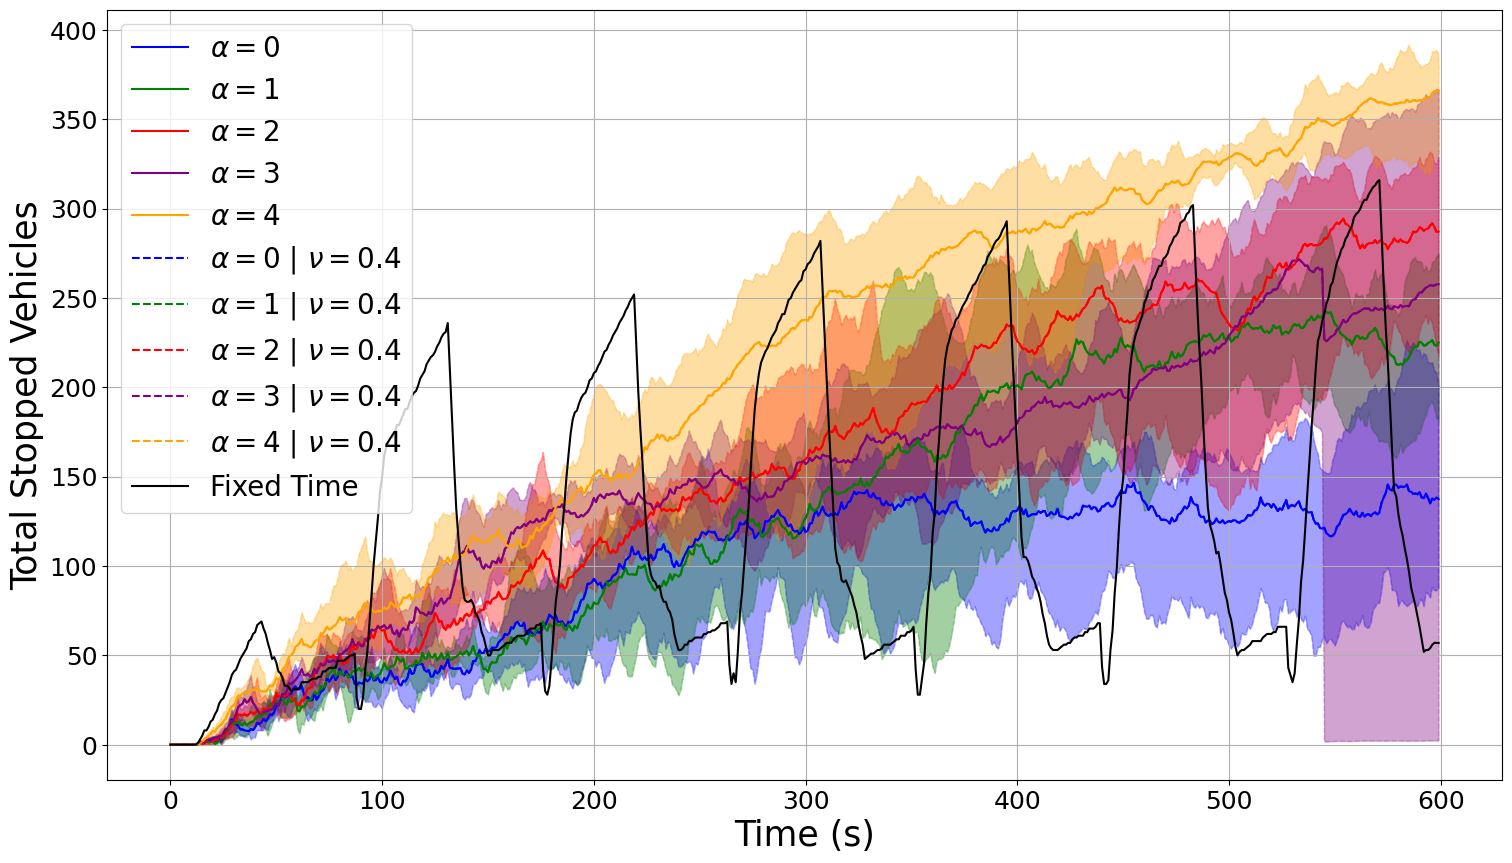 400
350
300
250
200
150
100
50
0
Total Stopped Vehicles
α = 0
α = 1
α = 2
α = 3
α = 4
α = 0 | ν = 0.4
α = 1 | ν = 0.4
α = 2 | ν = 0.4
α = 3 | ν = 0.4
α = 4 | ν = 0.4
Fixed Time
0 100 200 300 400 500 600
Time (s)